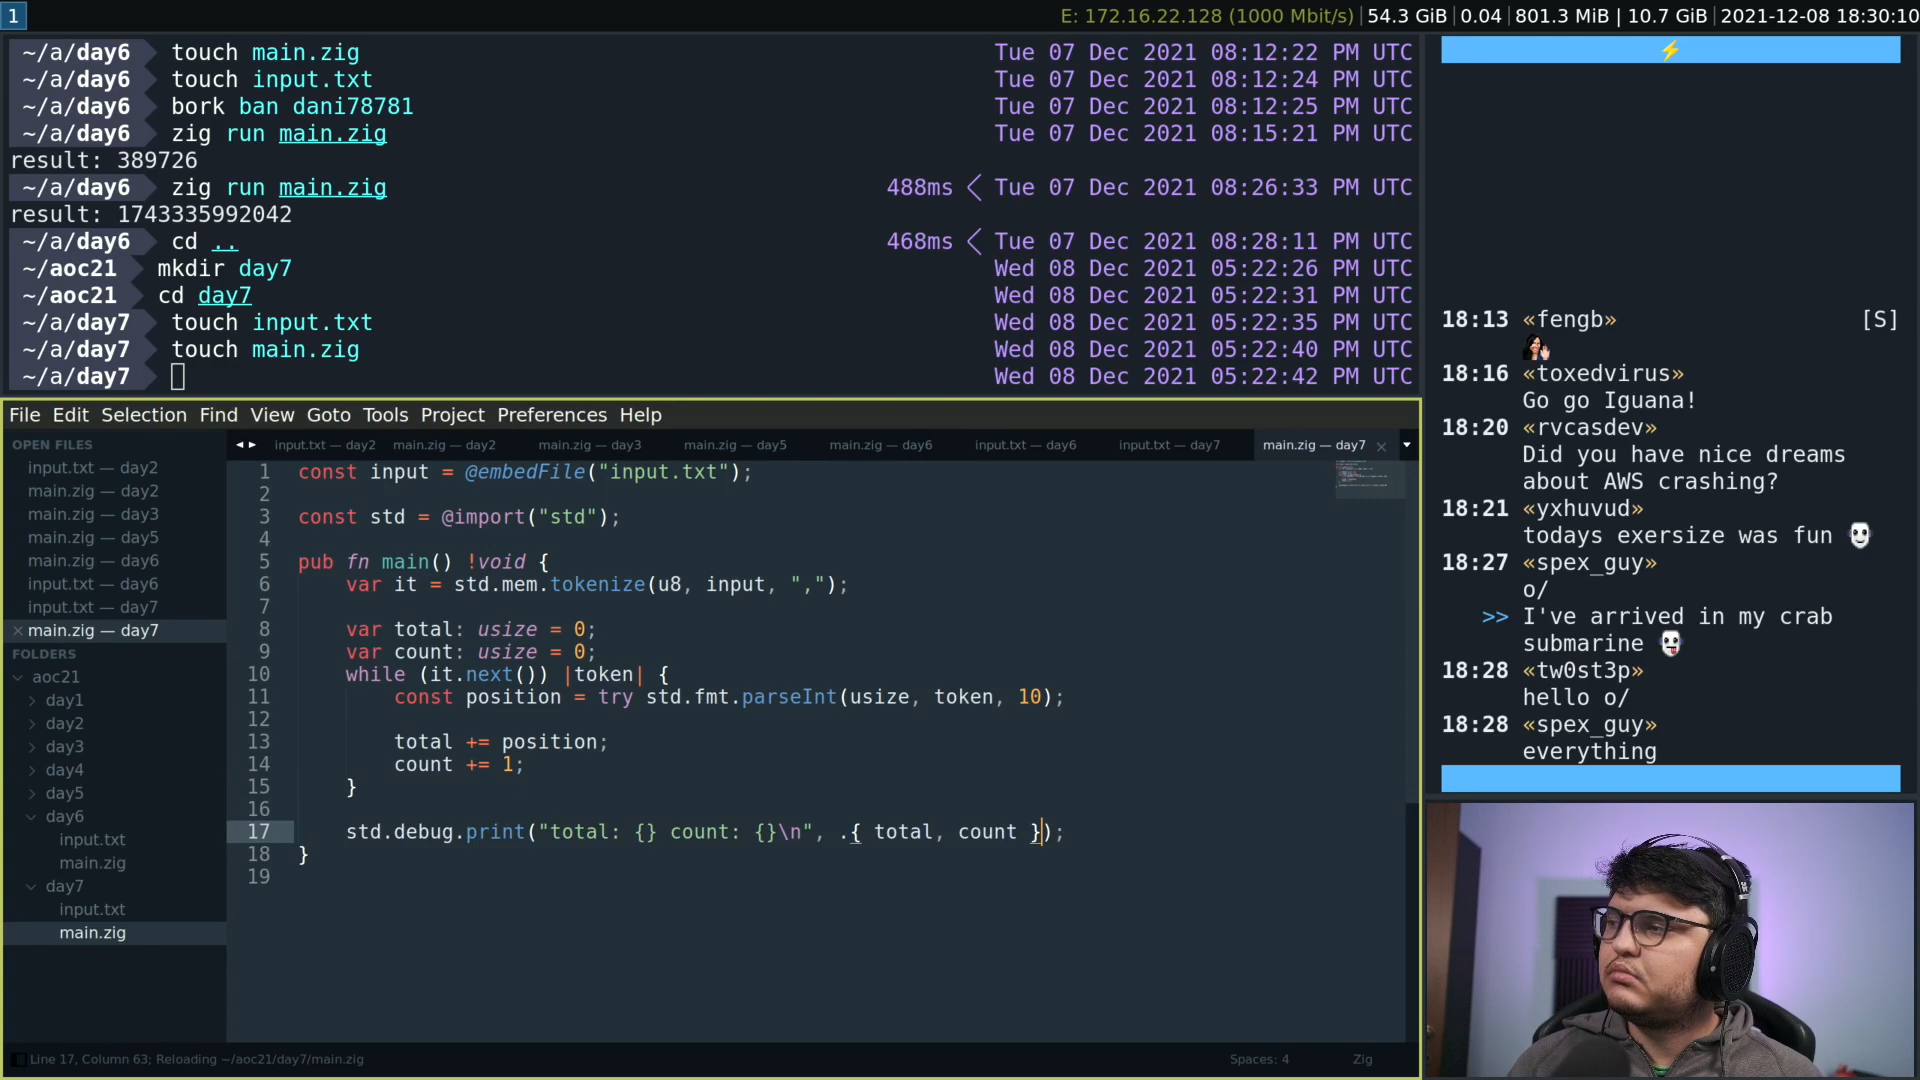 1
E: 172.16.22.128 (1000 Mbit/s)|54.3 GiB|0.04|801.3 MiB | 10.7 GiB|2021-12-08 18:30:10
~/a/day6 touch main.zig Tue 07 Dec 2021 08:12:22 PM UTC
~/a/day6 touch input.txt Tue 07 Dec 2021 08:12:24 PM UTC
~/a/day6 bork ban dani78781 Tue 07 Dec 2021 08:12:25 PM UTC
~/a/day6 zig run main.zig Tue 07 Dec 2021 08:15:21 PM UTC
result: 389726
~/a/day6 zig run main.zig 488ms < Tue 07 Dec 2021 08:26:33 PM UTC
result: 1743335992042
~/a/day6 cd .. 468ms < Tue 07 Dec 2021 08:28:11 PM UTC
~/aoc21 mkdir day7 Wed 08 Dec 2021 05:22:26 PM UTC
~/aoc21 cd day7 Wed 08 Dec 2021 05:22:31 PM UTC
~/a/day7 touch input.txt Wed 08 Dec 2021 05:22:35 PM UTC
~/a/day7 touch main.zig Wed 08 Dec 2021 05:22:40 PM UTC
~/a/day7 Wed 08 Dec 2021 05:22:42 PM UTC
File Edit Selection Find View Goto Tools Project Preferences Help
OPEN FILES
input.txt — day2
main.zig — day2
main.zig — day3
main.zig — day5
main.zig — day6
input.txt — day6
input.txt — day7
main.zig — day7
FOLDERS
aoc21
day1
day2
day3
day4
day5
day6
input.txt
main.zig
day7
input.txt
main.zig
input.txt — day2 main.zig — day2 main.zig — day3 main.zig — day5 main.zig — day6 input.txt — day6 input.txt — day7 main.zig — day7
1 const input = @embedFile("input.txt");
2
3 const std = @import("std");
4
5 pub fn main() !void {
6 var it = std.mem.tokenize(u8, input, ",");
7
8 var total: usize = 0;
9 var count: usize = 0;
10 while (it.next()) |token| {
11 const position = try std.fmt.parseInt(usize, token, 10);
12
13 total += position;
14 count += 1;
15 }
16
17 std.debug.print("total: {} count: {}\n", .{ total, count });
18 }
19
Line 17, Column 63; Reloading ~/aoc21/day7/main.zig Spaces: 4 Zig
18:13 «fengb» [S]
18:16 «toxedvirus»
Go go Iguana!
18:20 «rvcasdev»
Did you have nice dreams
about AWS crashing?
18:21 «yxhuvud»
todays exersize was fun
18:27 «spex_guy»
o/
>> I've arrived in my crab
submarine
18:28 «tw0st3p»
hello o/
18:28 «spex_guy»
everything